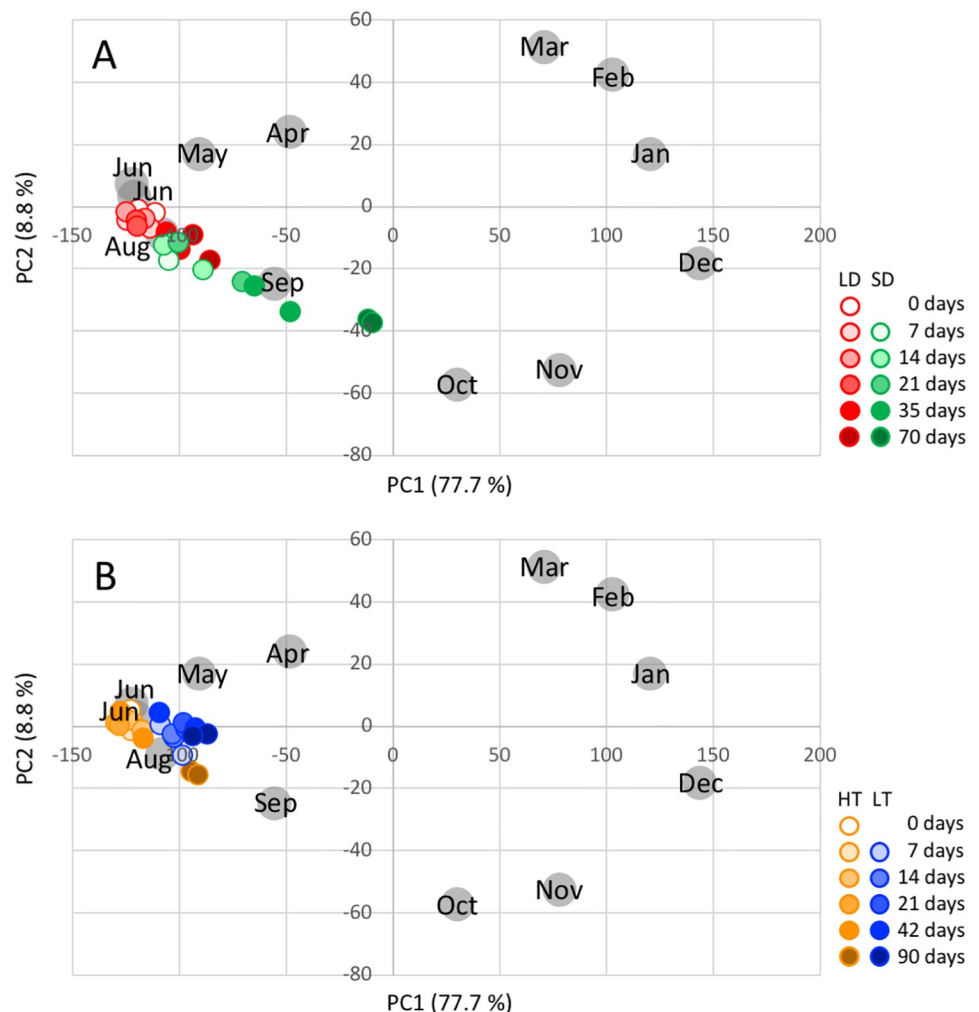 A
60
40
20
0
-20
-40
-60
-80
-150
-100
-50
0
50
100
150
200
Mar
Feb
Jan
Apr
May
Jun
Jun
Aug
Sep
Dec
Nov
Oct
PC2 (8.8 %)
PC1 (77.7 %)
LD SD
0 days
7 days
14 days
21 days
35 days
70 days
B
60
40
20
0
-20
-40
-60
-80
-150
-100
-50
0
50
100
150
200
Mar
Feb
Jan
Apr
May
Jun
Jun
Aug
Sep
Dec
Nov
Oct
PC2 (8.8 %)
PC1 (77.7 %)
HT LT
0 days
7 days
14 days
21 days
42 days
90 days